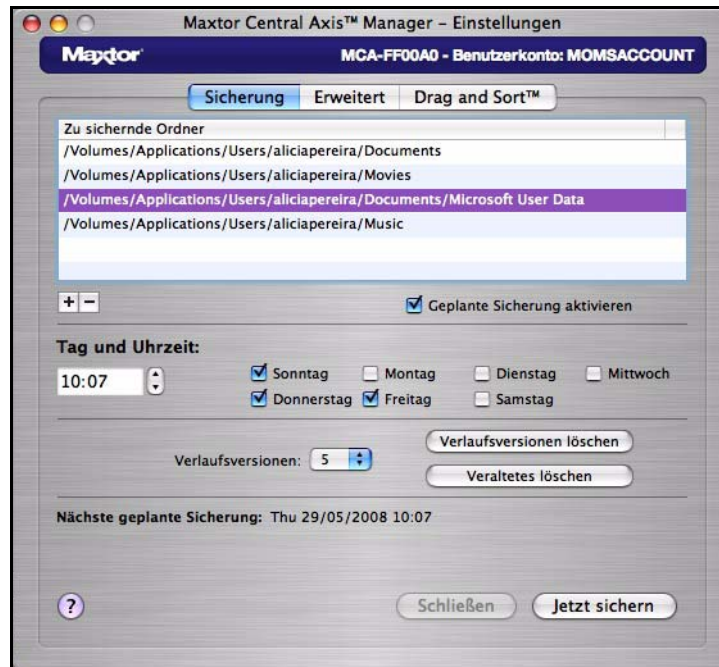 Maxtor Central Axis™ Manager – Einstellungen
Maxtor
MCA-FF00A0 - Benutzerkonto: MOMSACCOUNT
Sicherung Erweitert Drag and Sort™
Zu sichernde Ordner
/Volumes/Applications/Users/aliciapereira/Documents
/Volumes/Applications/Users/aliciapereira/Movies
/Volumes/Applications/Users/aliciapereira/Documents/Microsoft User Data
/Volumes/Applications/Users/aliciapereira/Music
+ −
Geplante Sicherung aktivieren
Tag und Uhrzeit:
10:07
Sonntag Montag Dienstag Mittwoch
Donnerstag Freitag Samstag
Verlaufsversionen: 5
Verlaufsversionen löschen
Veraltetes löschen
Nächste geplante Sicherung: Thu 29/05/2008 10:07
?
Schließen Jetzt sichern